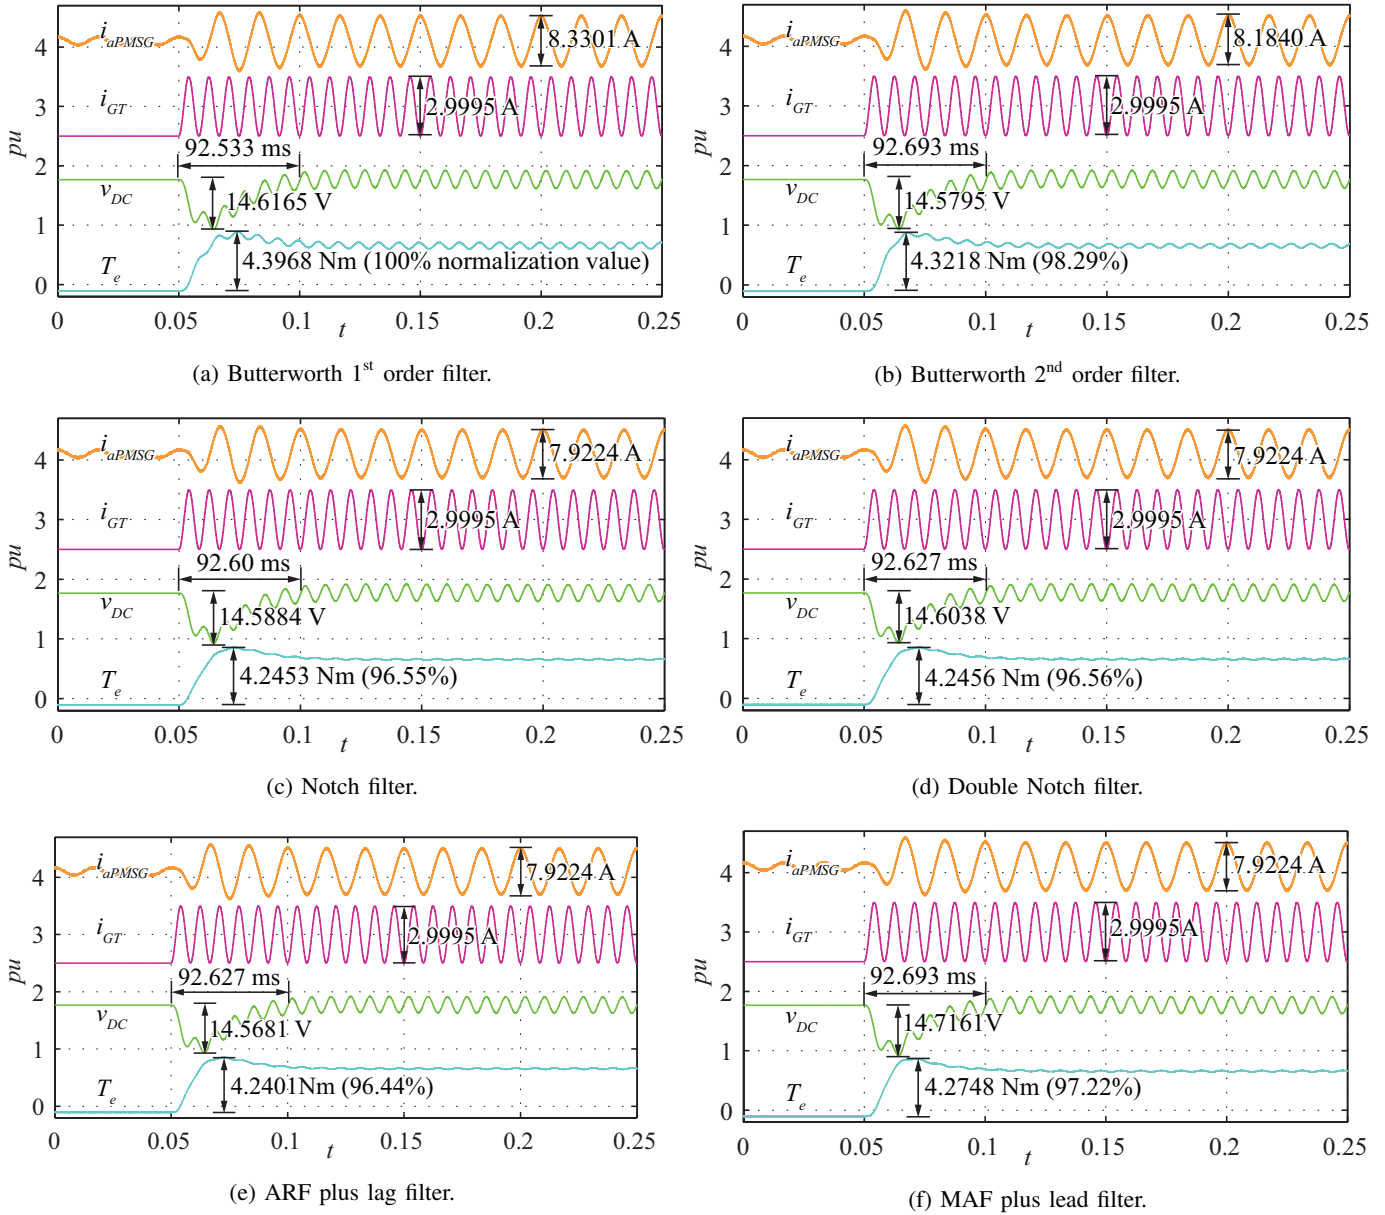 i_aPMSG
8.3301 A
4
i_GT
2.9995 A
3
pu
92.533 ms
2
v_DC
14.6165 V
1
T_e
4.3968 Nm (100% normalization value)
0
0 0.05 0.1 t 0.15 0.2 0.25
(a) Butterworth 1st order filter.
i_aPMSG
8.1840 A
4
i_GT
2.9995 A
3
pu
92.693 ms
2
v_DC
14.5795 V
1
T_e
4.3218 Nm (98.29%)
0
0 0.05 0.1 t 0.15 0.2 0.25
(b) Butterworth 2nd order filter.
i_aPMSG
7.9224 A
4
i_GT
2.9995 A
3
pu
92.60 ms
2
v_DC
14.5884 V
1
T_e
4.2453 Nm (96.55%)
0
0 0.05 0.1 t 0.15 0.2 0.25
(c) Notch filter.
i_aPMSG
7.9224 A
4
i_GT
2.9995 A
3
pu
92.627 ms
2
v_DC
14.6038 V
1
T_e
4.2456 Nm (96.56%)
0
0 0.05 0.1 t 0.15 0.2 0.25
(d) Double Notch filter.
i_aPMSG
7.9224 A
4
i_GT
2.9995 A
3
pu
92.627 ms
2
v_DC
14.5681 V
1
T_e
4.2401Nm (96.44%)
0
0 0.05 0.1 t 0.15 0.2 0.25
(e) ARF plus lag filter.
i_aPMSG
7.9224 A
4
i_GT
2.9995A
3
pu
92.693 ms
2
v_DC
14.7161V
1
T_e
4.2748 Nm (97.22%)
0
0 0.05 0.1 t 0.15 0.2 0.25
(f) MAF plus lead filter.